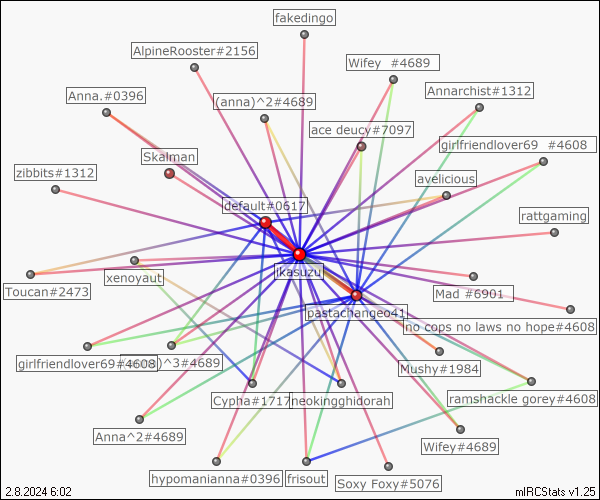 fakedingo
AlpineRooster#2156
Wifey #4689
Anna.#0396
(anna)^2#4689
Annarchist#1312
ace deucy#7097
girlfriendlover69 #4608
Skalman
zibbits#1312
avelicious
default#0617
rattgaming
ikasuzu
xenoyaut
Toucan#2473
Mad #6901
pastachangeo41
no cops no laws no hope#4608
girlfriendlover69#4608
)^3#4689
Mushy#1984
Cypha#1717
neokingghidorah
ramshackle gorey#4608
Anna^2#4689
Wifey#4689
hypomanianna#0396
frisout
Soxy Foxy#5076
2.8.2024 6:02
mIRCStats v1.25